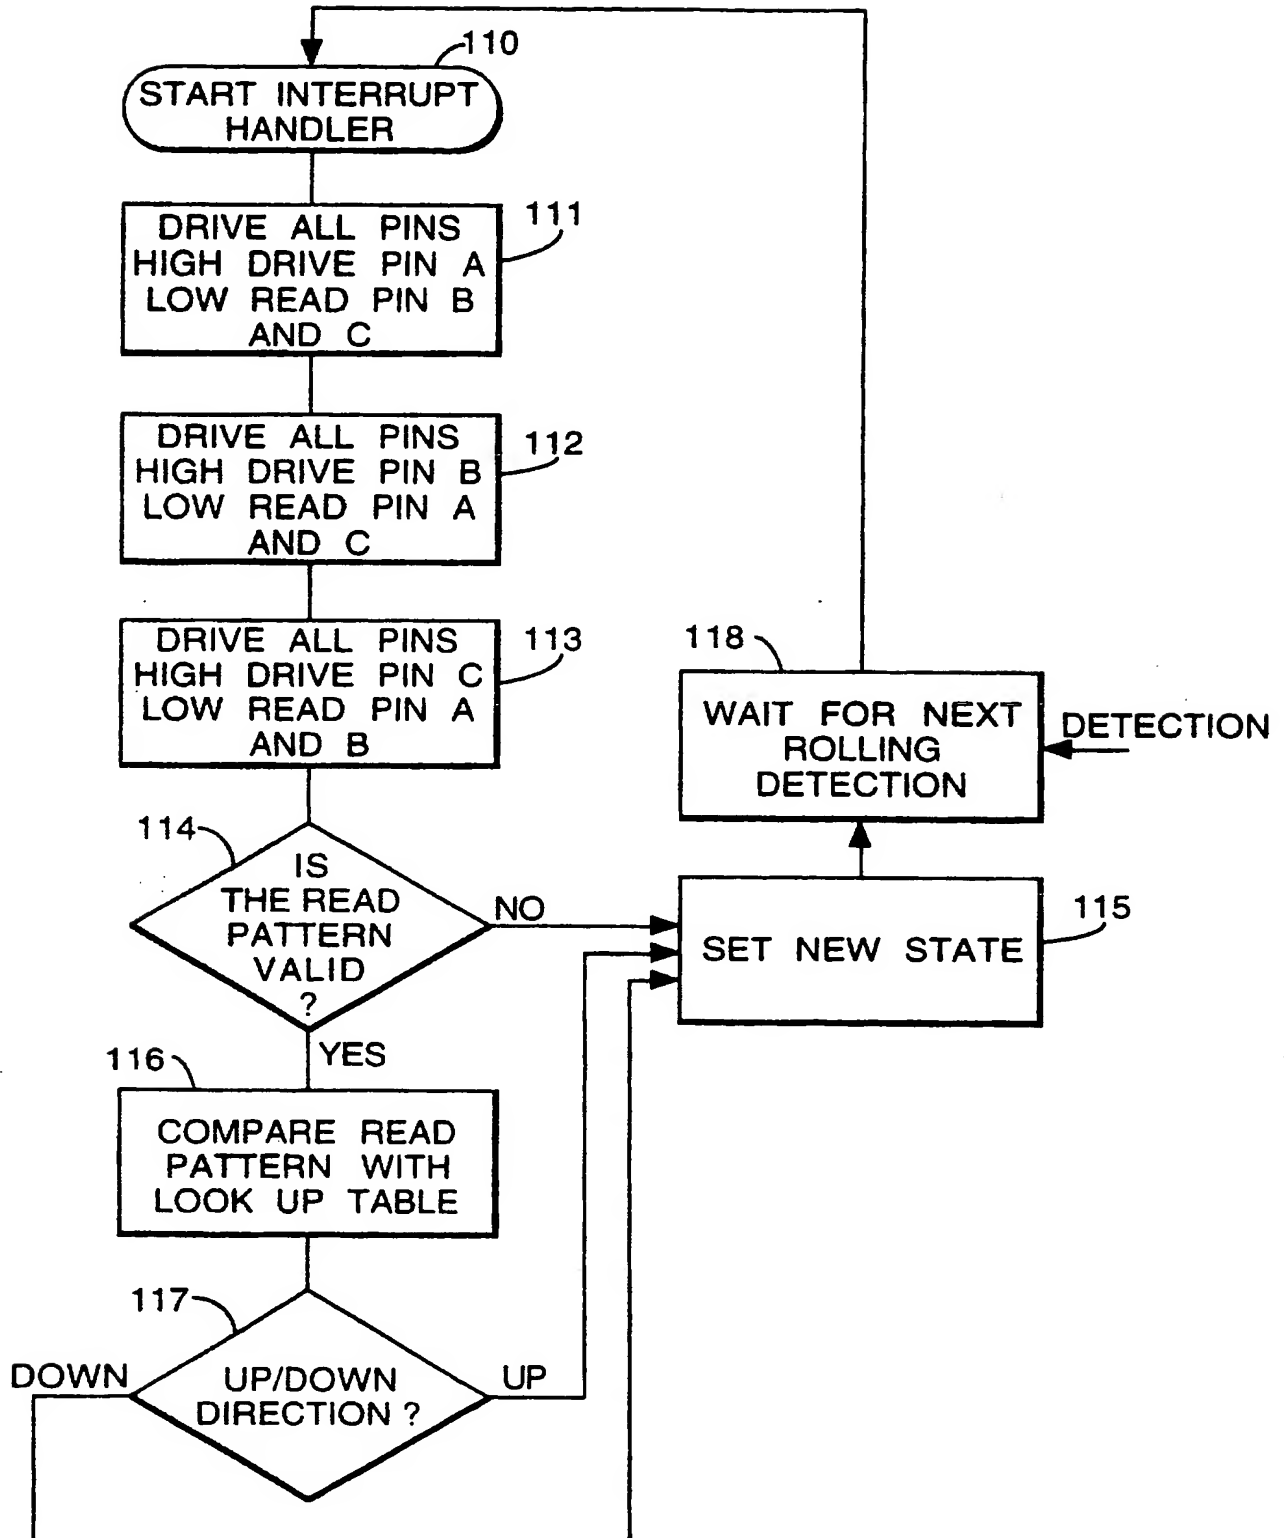 110
START INTERRUPT
HANDLER
111
DRIVE ALL PINS
HIGH DRIVE PIN A
LOW READ PIN B
AND C
112
DRIVE ALL PINS
HIGH DRIVE PIN B
LOW READ PIN A
AND C
113
DRIVE ALL PINS
HIGH DRIVE PIN C
LOW READ PIN A
AND B
118
WAIT FOR NEXT
ROLLING
DETECTION
DETECTION
114
IS
THE READ
PATTERN
VALID
?
NO
115
SET NEW STATE
YES
116
COMPARE READ
PATTERN WITH
LOOK UP TABLE
117
DOWN
UP/DOWN
DIRECTION ?
UP